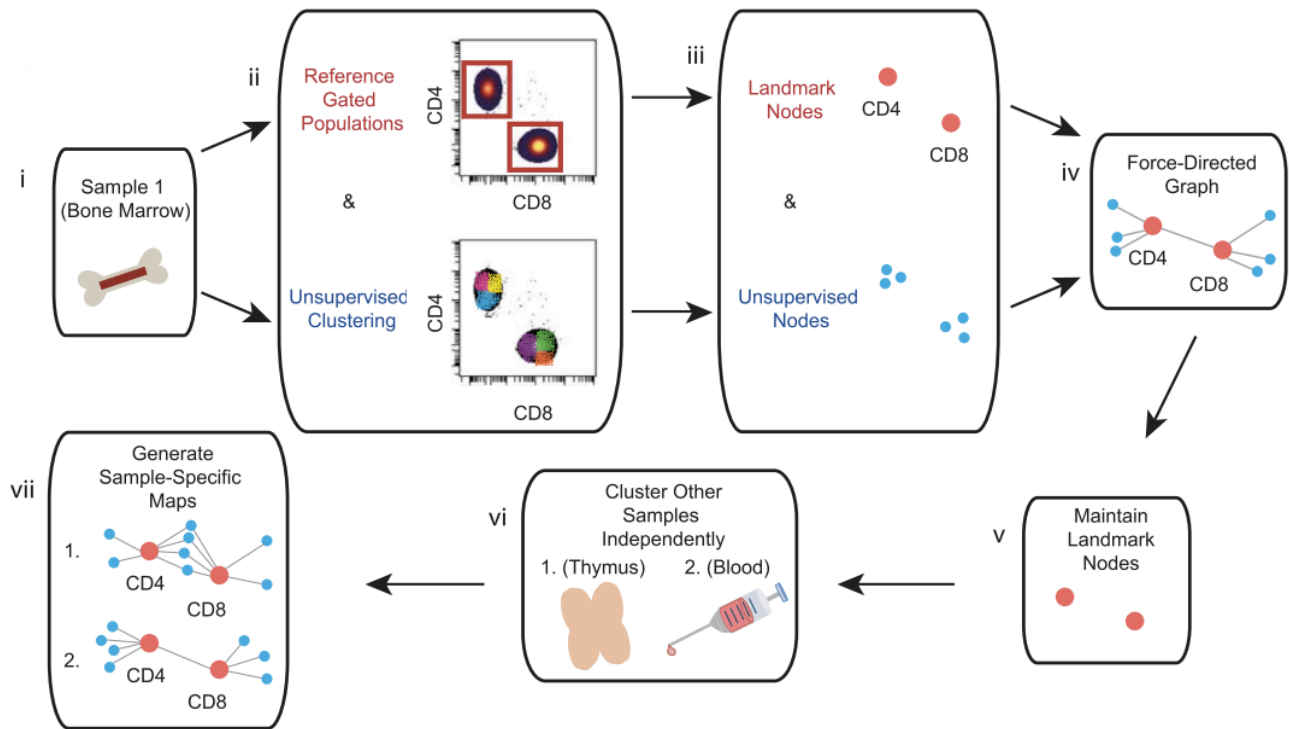 i
Sample 1
(Bone Marrow)
ii
Reference
Gated
Populations
CD4
CD8
&
Unsupervised
Clustering
CD4
CD8
iii
Landmark
Nodes
CD4
CD8
&
Unsupervised
Nodes
iv
Force-Directed
Graph
CD4
CD8
v
Maintain
Landmark
Nodes
vi
Cluster Other
Samples
Independently
1. (Thymus)
2. (Blood)
vii
Generate
Sample-Specific
Maps
1.
CD4
CD8
2.
CD4
CD8